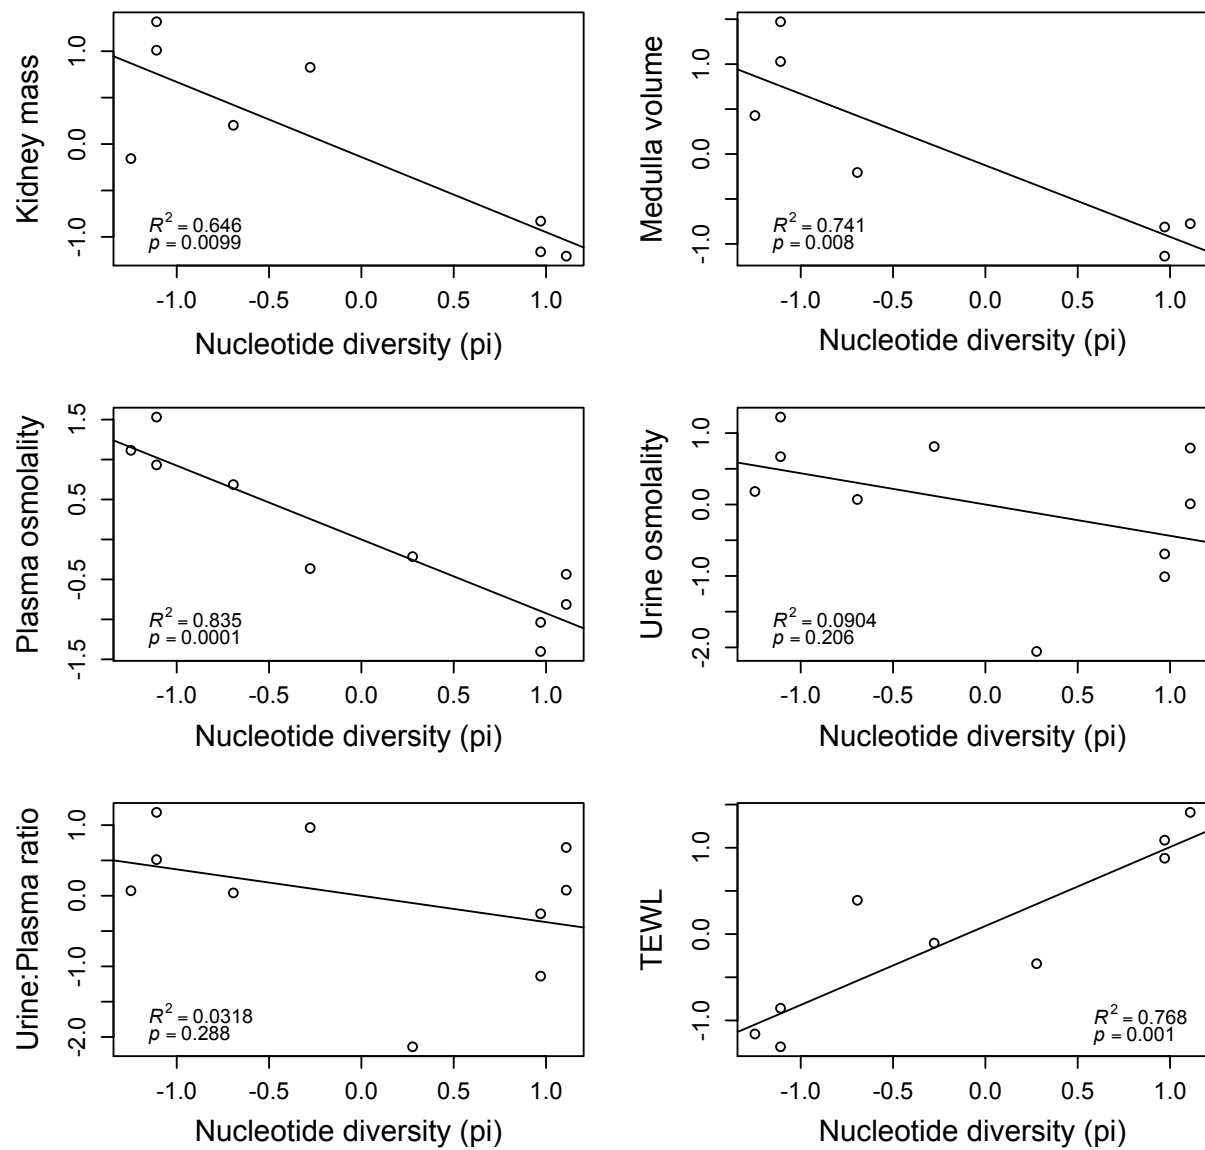 Kidney mass
1.0
0.0
-1.0
R² = 0.646
p = 0.0099
-1.0 -0.5 0.0 0.5 1.0
Nucleotide diversity (pi)
Medulla volume
1.0
0.0
-1.0
R² = 0.741
p = 0.008
-1.0 -0.5 0.0 0.5 1.0
Nucleotide diversity (pi)
Plasma osmolality
1.5
0.5
-0.5
-1.5
R² = 0.835
p = 0.0001
-1.0 -0.5 0.0 0.5 1.0
Nucleotide diversity (pi)
Urine osmolality
1.0
0.0
-1.0
-2.0
R² = 0.0904
p = 0.206
-1.0 -0.5 0.0 0.5 1.0
Nucleotide diversity (pi)
Urine:Plasma ratio
1.0
0.0
-1.0
-2.0
R² = 0.0318
p = 0.288
-1.0 -0.5 0.0 0.5 1.0
Nucleotide diversity (pi)
TEWL
1.0
0.0
-1.0
R² = 0.768
p = 0.001
-1.0 -0.5 0.0 0.5 1.0
Nucleotide diversity (pi)